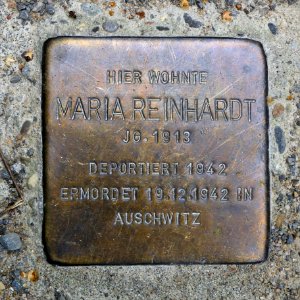 HIER WOHNTE
MARIA REINHARDT
JG. 1913
DEPORTIERT 1942
ERMORDET 19.12.1942 IN
AUSCHWITZ